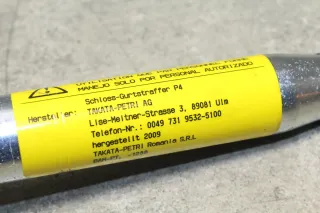 MANEJO SOLO POR PERSONAL AUTORIZADO
Schloss-Gurtstraffer P4
Hersteller: TAKATA-PETRI AG
Lise-Meitner-Strasse 3, 89081 Ulm
Telefon-Nr.: 0049 731 9532-5100
hergestellt 2009
TAKATA-PETRI Romania S.R.L.